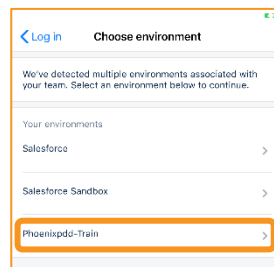 Log in
Choose environment
We've detected multiple environments associated with
your team. Select an environment below to continue.
Your environments
Salesforce
Salesforce Sandbox
Phoenixpdd-Train